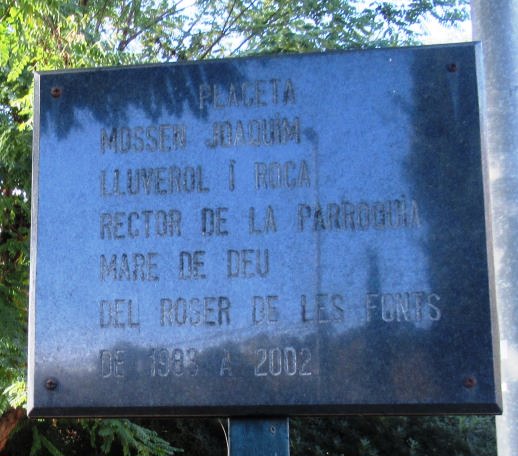 PLACETA
MOSSEN JOAQUIM
LLUVEROL I ROCA
RECTOR DE LA PARROQUIA
MARE DE DEU
DEL ROSER DE LES FONTS
DE 1983 A 2002